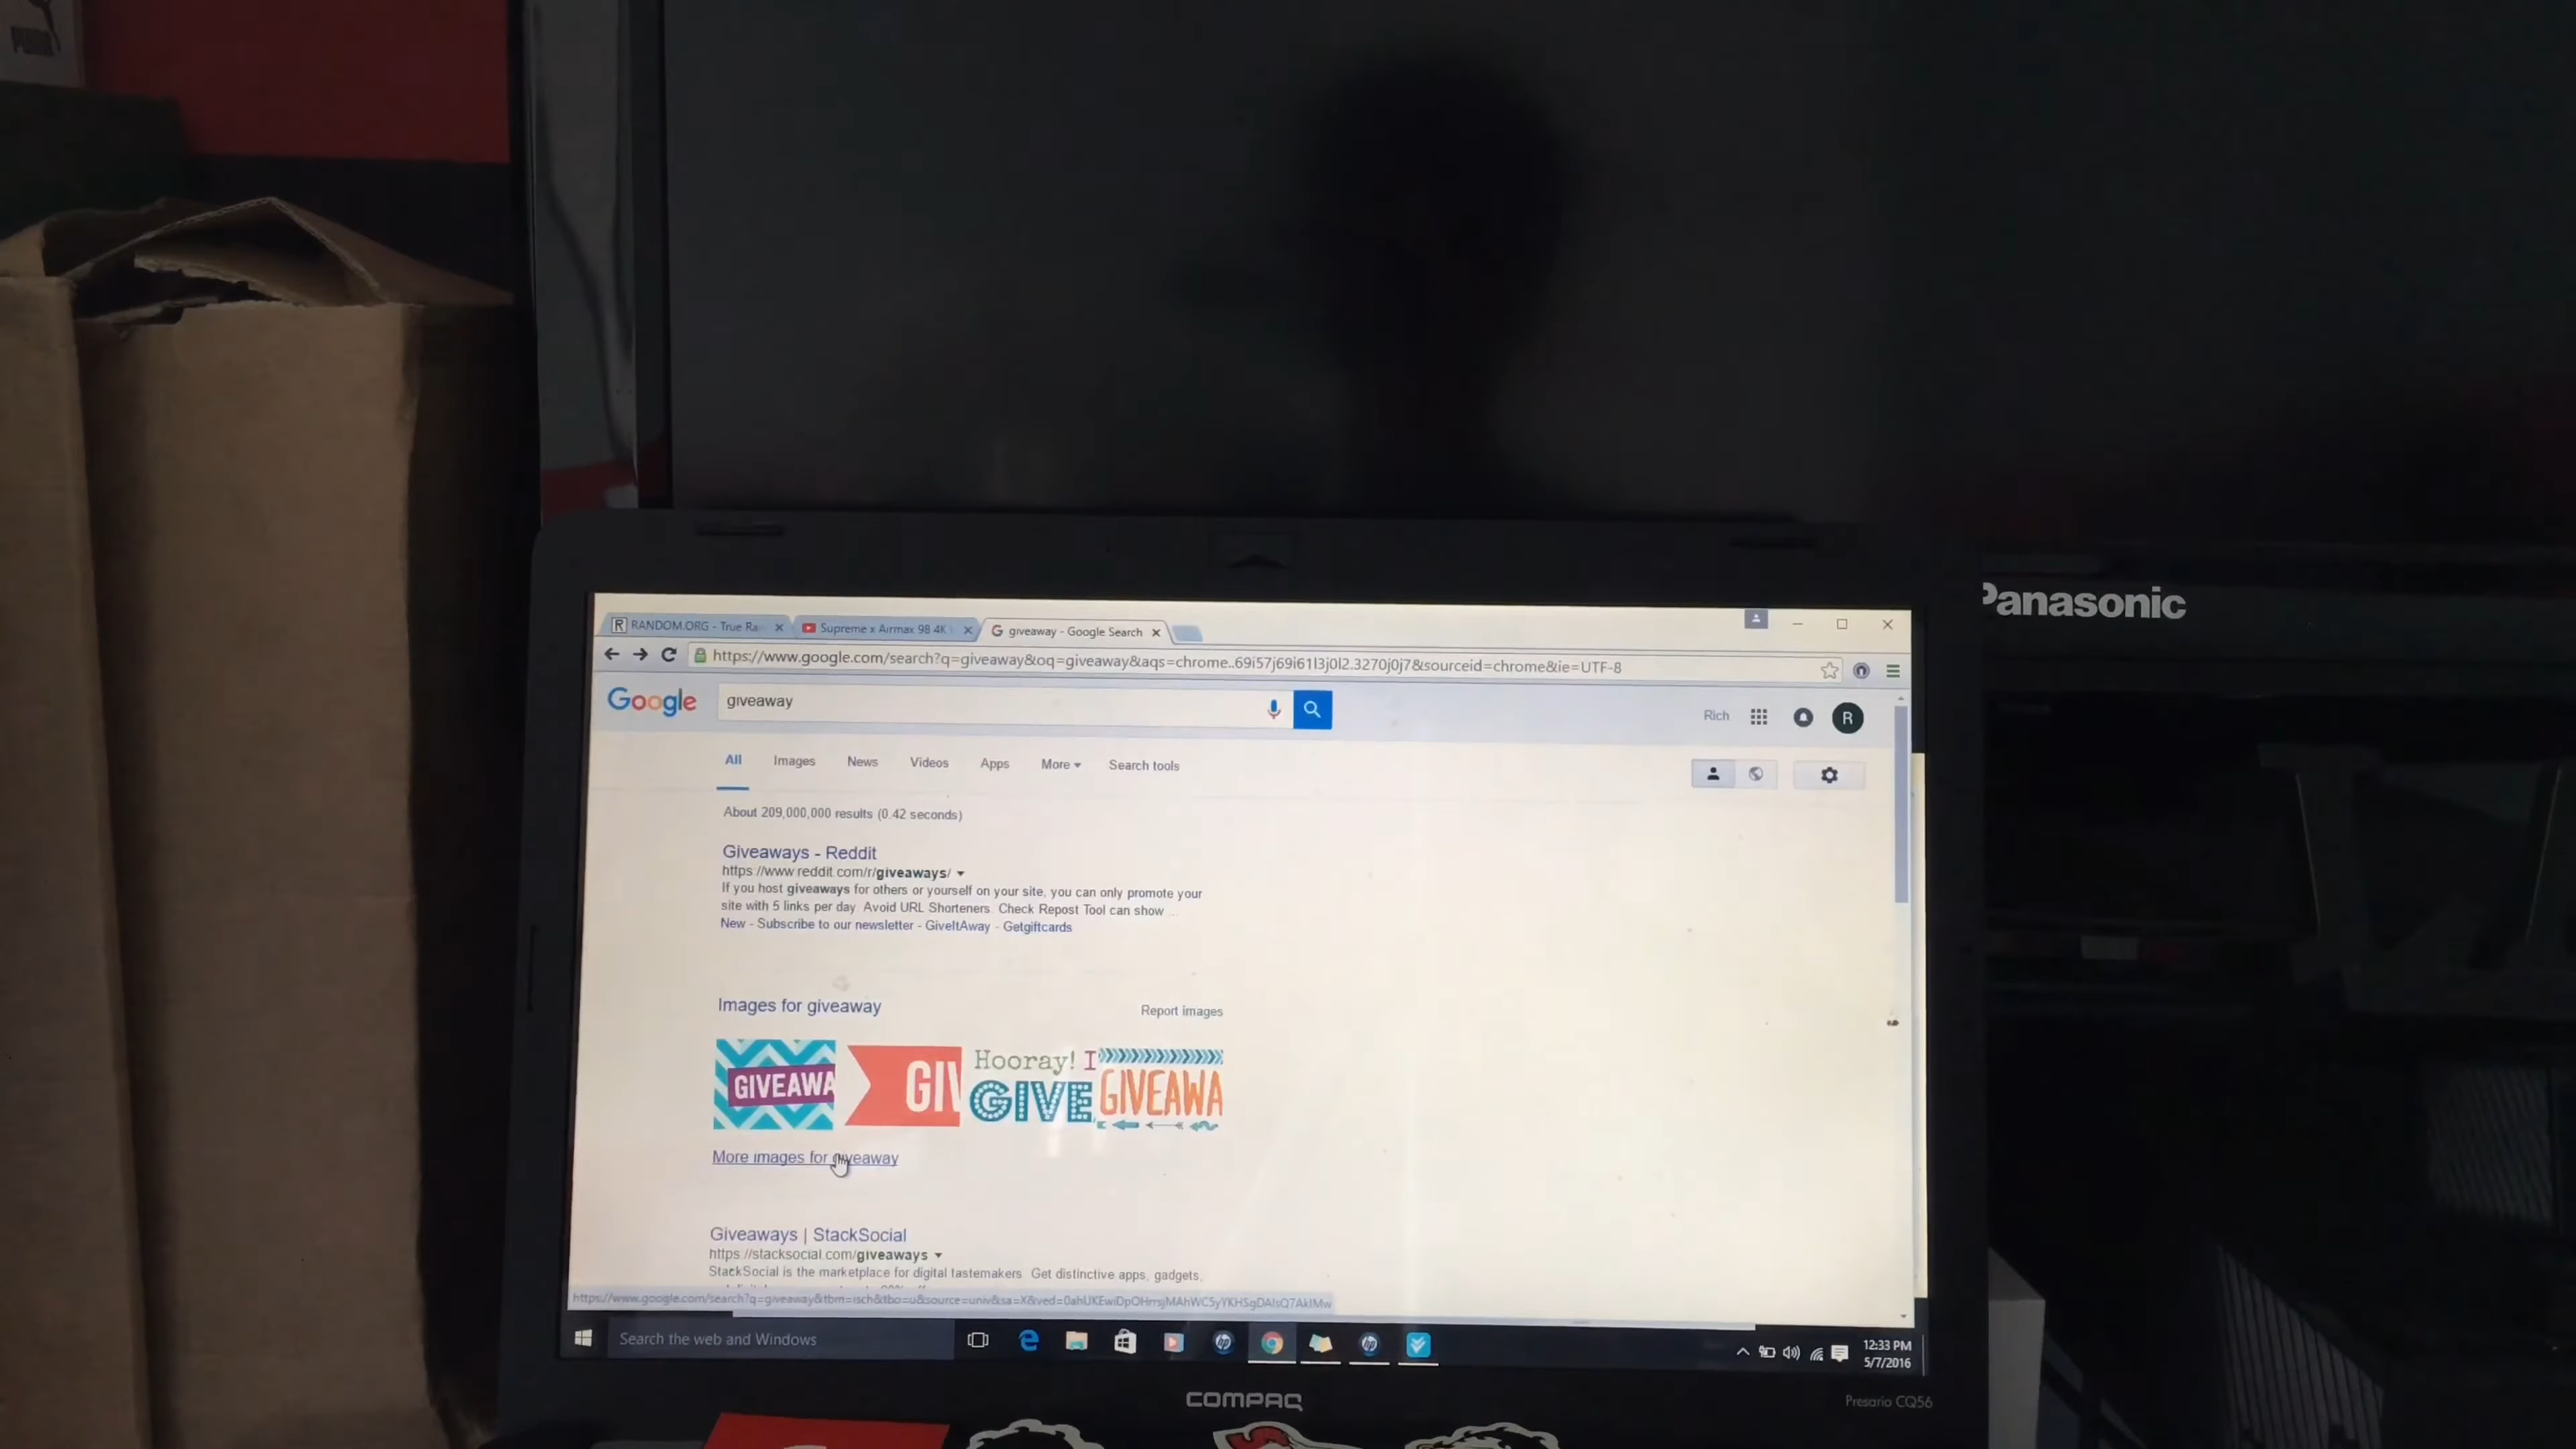 PUMA
Panasonic
RANDOM.ORG - True Ra
Supreme x Airmax 98 4K
giveaway - Google Search
https://www.google.com/search?q=giveaway&oq=giveaway&aqs=chrome..69i57j69i61l3j0l2.3270j0j7&sourceid=chrome&ie=UTF-8
Google
giveaway
Rich
R
All Images News Videos Apps More Search tools
About 209,000,000 results (0.42 seconds)
Giveaways - Reddit
https://www.reddit.com/r/giveaways/
If you host giveaways for others or yourself on your site, you can only promote your
site with 5 links per day. Avoid URL Shorteners. Check Repost Tool can show ...
New - Subscribe to our newsletter - GiveItAway - Getgiftcards
Images for giveaway
Report images
GIVEAWA
GIV
Hooray! I
GIVE
GIVEAWA
More images for giveaway
Giveaways | StackSocial
https://stacksocial.com/giveaways
StackSocial is the marketplace for digital tastemakers. Get distinctive apps, gadgets,
Search the web and Windows
12:33 PM
5/7/2016
COMPAQ
Presario CQ56